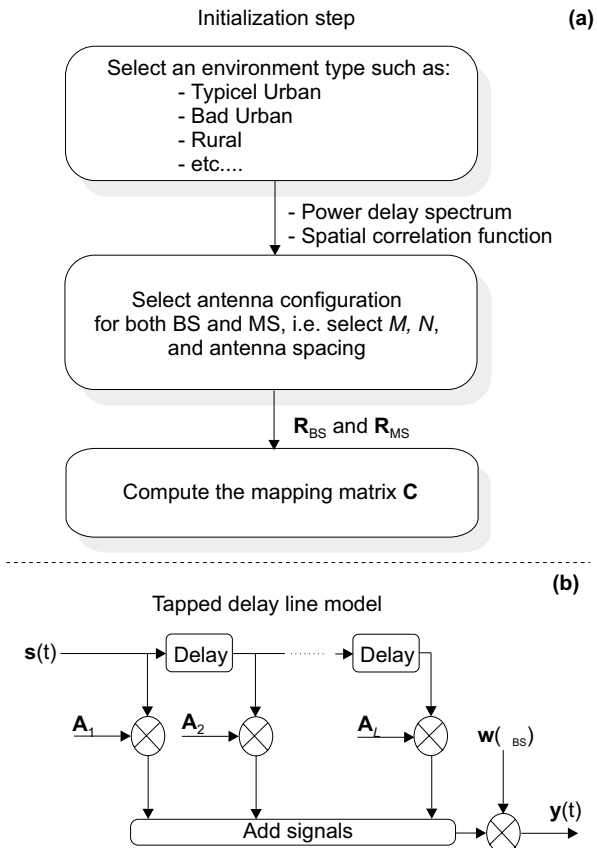 Initialization step
(a)
Select an environment type such as:
- Typicel Urban
- Bad Urban
- Rural
- etc....
- Power delay spectrum
- Spatial correlation function
Select antenna configuration
for both BS and MS, i.e. select M, N,
and antenna spacing
R_BS and R_MS
Compute the mapping matrix C
(b)
Tapped delay line model
s(t)
Delay
Delay
A_1
A_2
A_L
w( _BS)
y(t)
Add signals